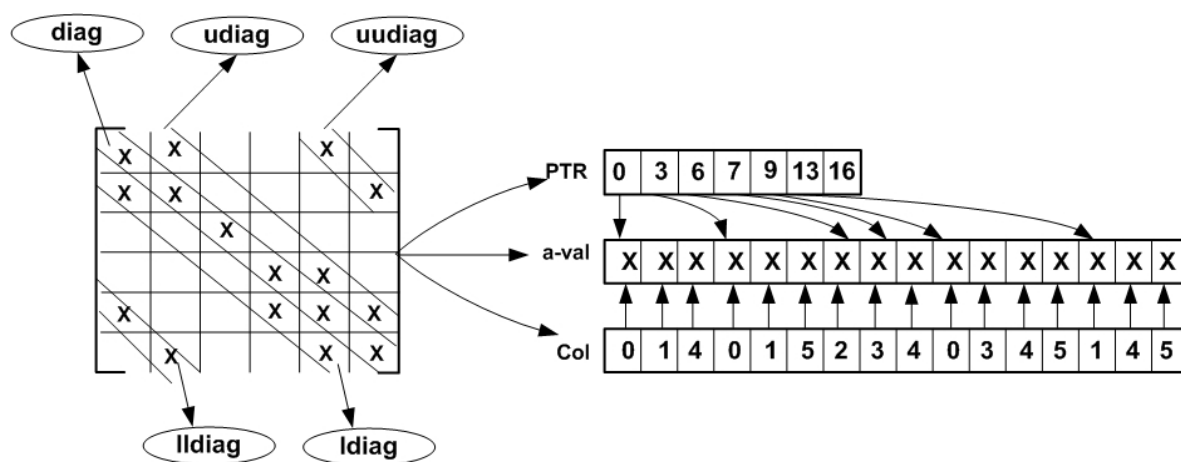 diag udiag uudiag
X X X
X X X
X
X X
X X X X
X X X
lldiag ldiag
PTR 0 3 6 7 9 13 16
a-val X X X X X X X X X X X X X X X X
Col 0 1 4 0 1 5 2 3 4 0 3 4 5 1 4 5